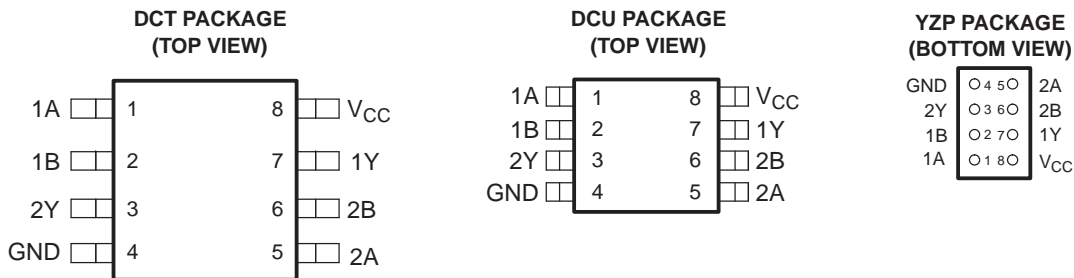 DCT PACKAGE
(TOP VIEW)
1A 1 8 VCC
1B 2 7 1Y
2Y 3 6 2B
GND 4 5 2A
DCU PACKAGE
(TOP VIEW)
1A 1 8 VCC
1B 2 7 1Y
2Y 3 6 2B
GND 4 5 2A
YZP PACKAGE
(BOTTOM VIEW)
GND 4 5 2A
2Y 3 6 2B
1B 2 7 1Y
1A 1 8 VCC